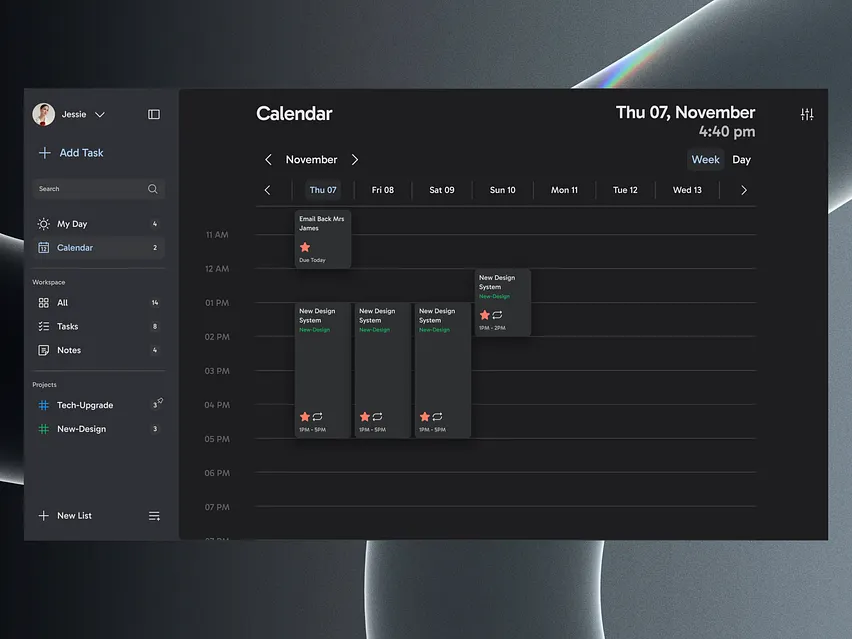 Jessie
Add Task
Search
My Day 4
Calendar 2
Workspace
All 14
Tasks 8
Notes 4
Projects
Tech-Upgrade 3
New-Design 3
New List
Calendar
Thu 07, November
4:40 pm
November
Week Day
Thu 07 Fri 08 Sat 09 Sun 10 Mon 11 Tue 12 Wed 13
11 AM
12 AM
01 PM
02 PM
03 PM
04 PM
05 PM
06 PM
07 PM
Email Back Mrs
James
Due Today
New Design
System
New-Design
1PM - 5PM
New Design
System
New-Design
1PM - 5PM
New Design
System
New-Design
1PM - 5PM
New Design
System
New-Design
1PM - 2PM